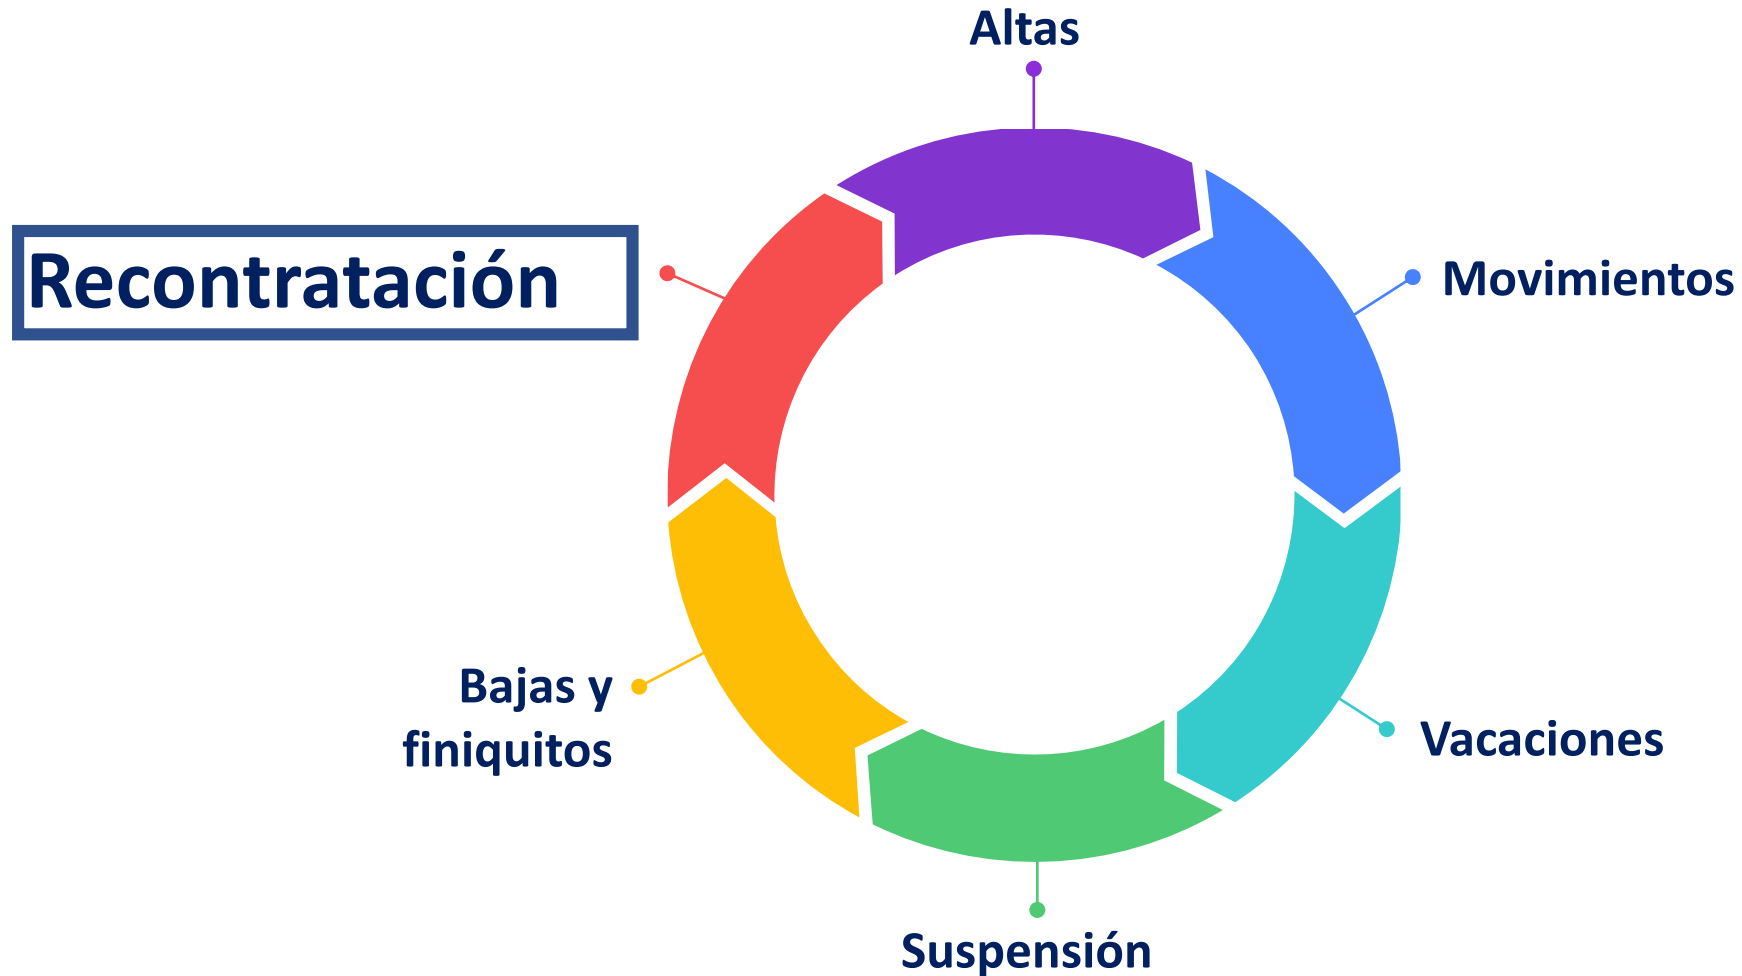 Altas
Recontratación
Movimientos
Bajas y
finiquitos
Vacaciones
Suspensión